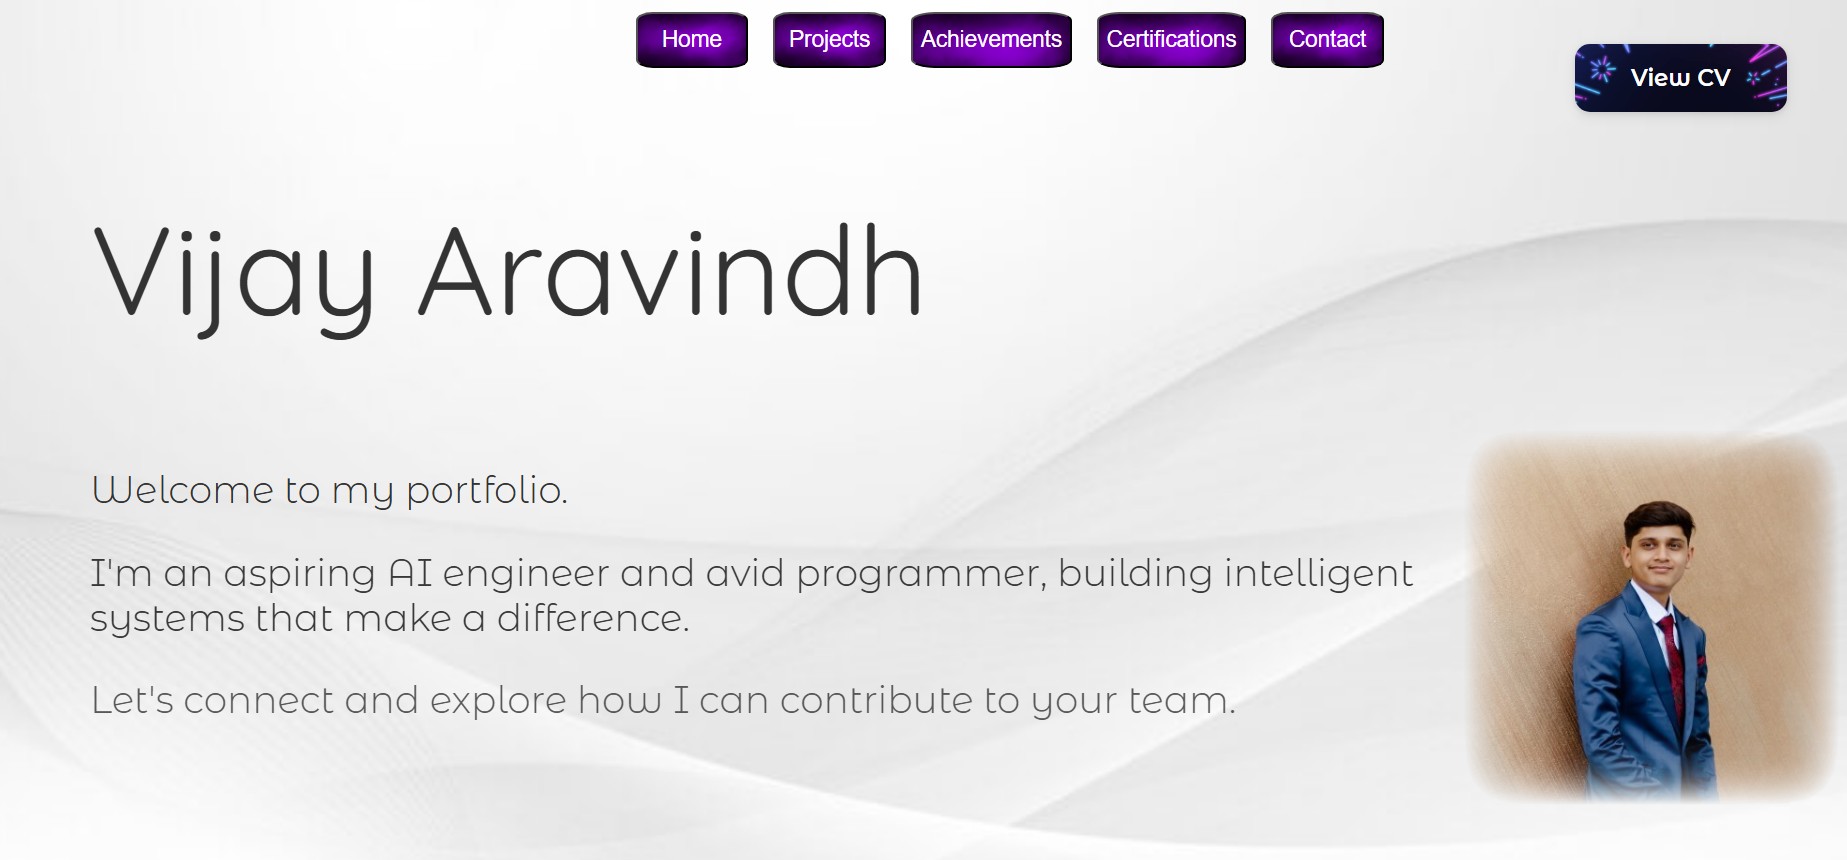 Home
Projects
Achievements
Certifications
Contact
View CV
Vijay Aravindh
Welcome to my portfolio.
I'm an aspiring AI engineer and avid programmer, building intelligent
systems that make a difference.
Let's connect and explore how I can contribute to your team.